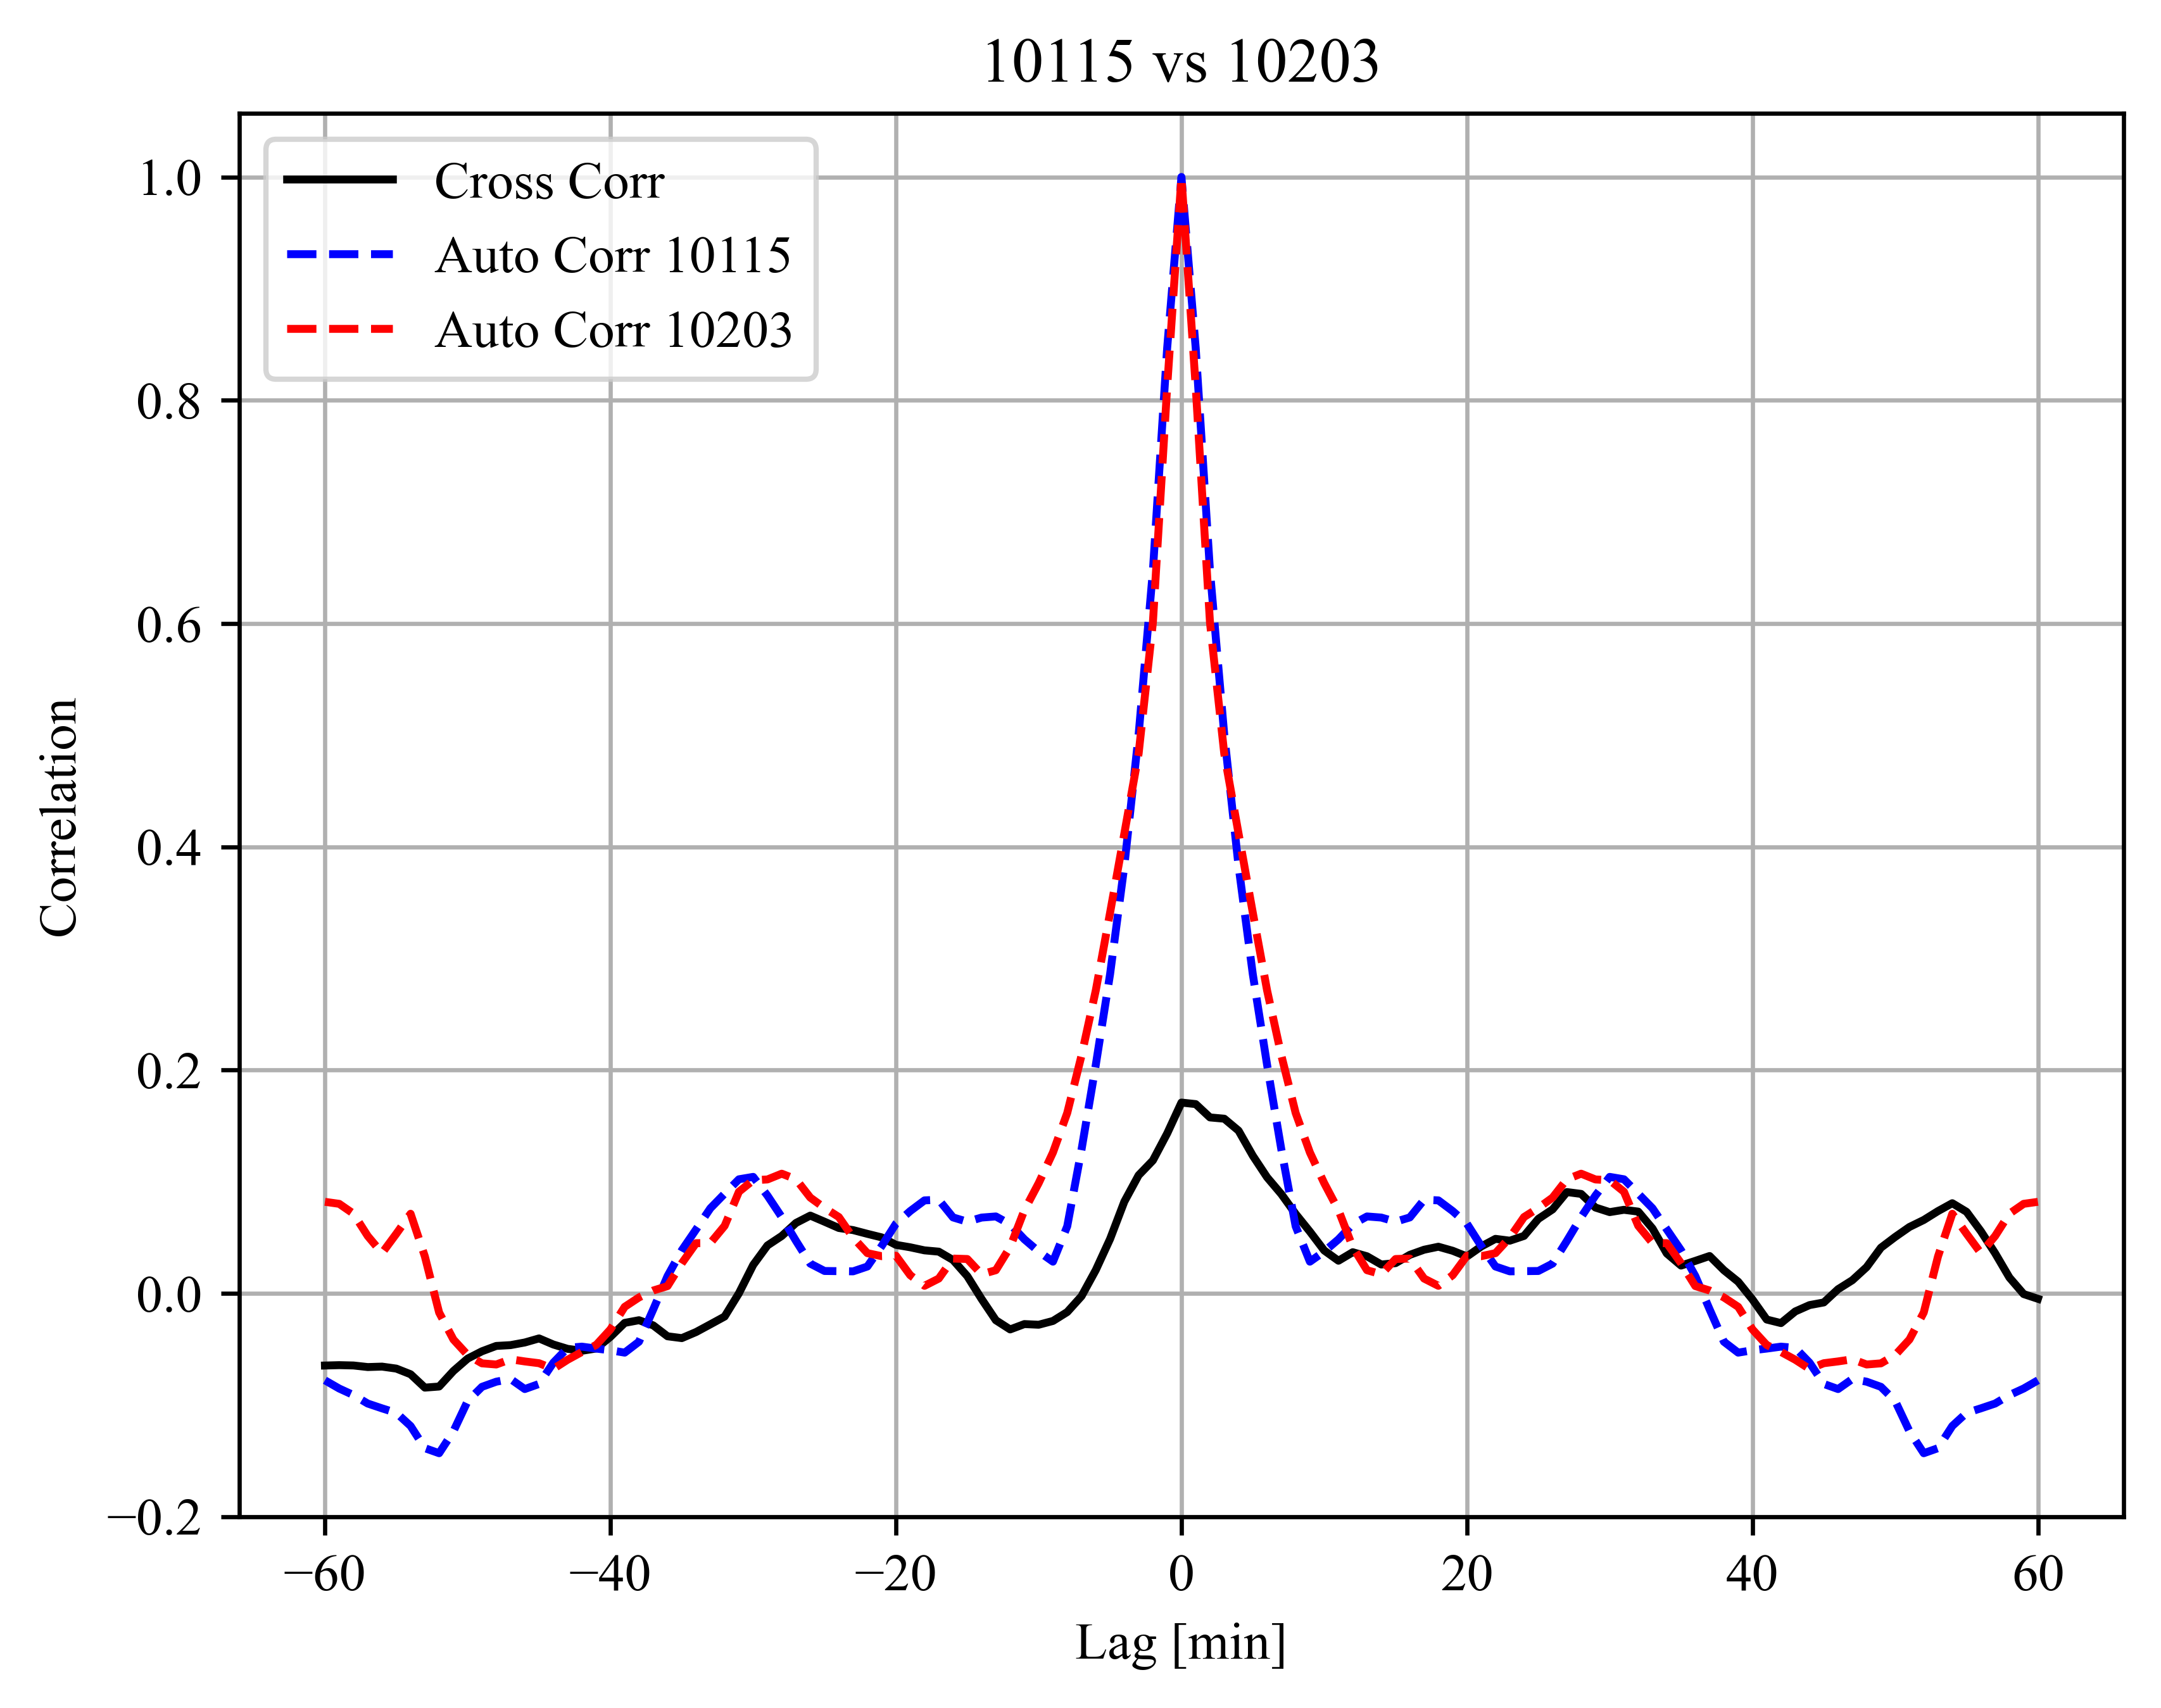 10115 vs 10203
Cross Corr
Auto Corr 10115
Auto Corr 10203
1.0
0.8
0.6
0.4
0.2
0.0
−0.2
Correlation
−60 −40 −20 0 20 40 60
Lag [min]